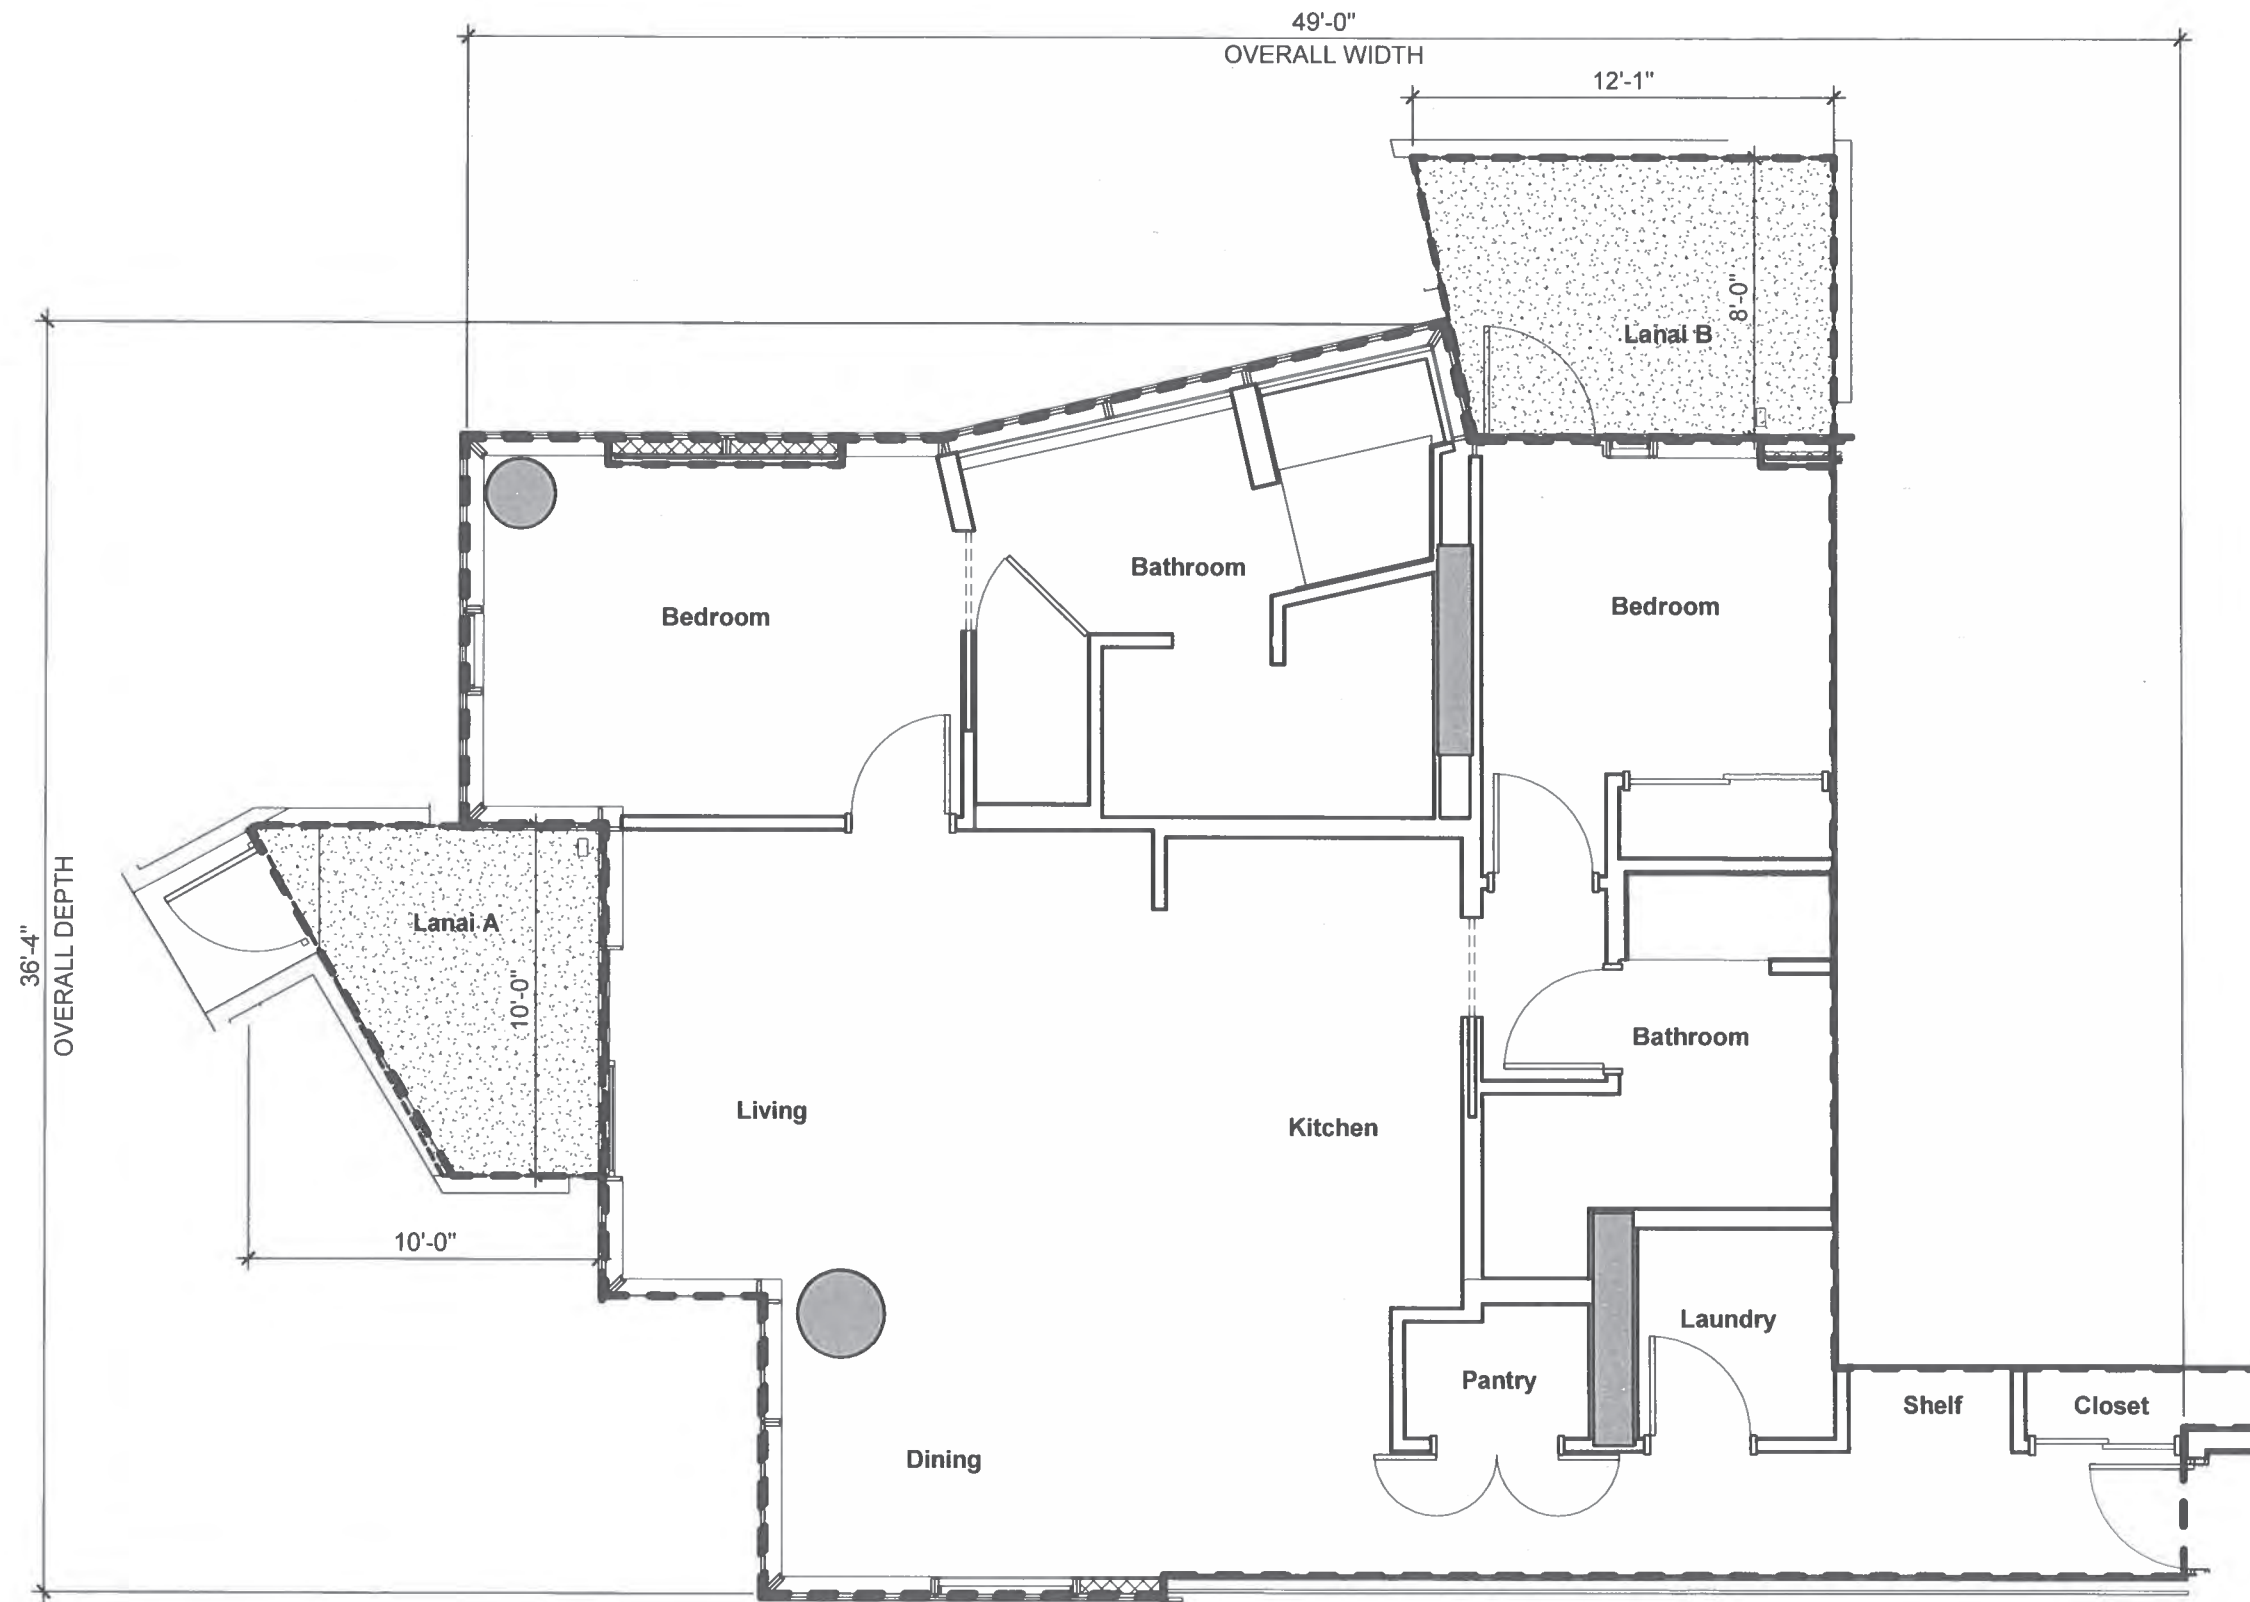 49'-0"
OVERALL WIDTH
12'-1"
8'-0"
Lanai B
Bathroom
Bedroom
Bedroom
36'-4"
OVERALL DEPTH
Lanai A
10'-0"
Bathroom
Living
Kitchen
10'-0"
Laundry
Pantry
Shelf
Closet
Dining